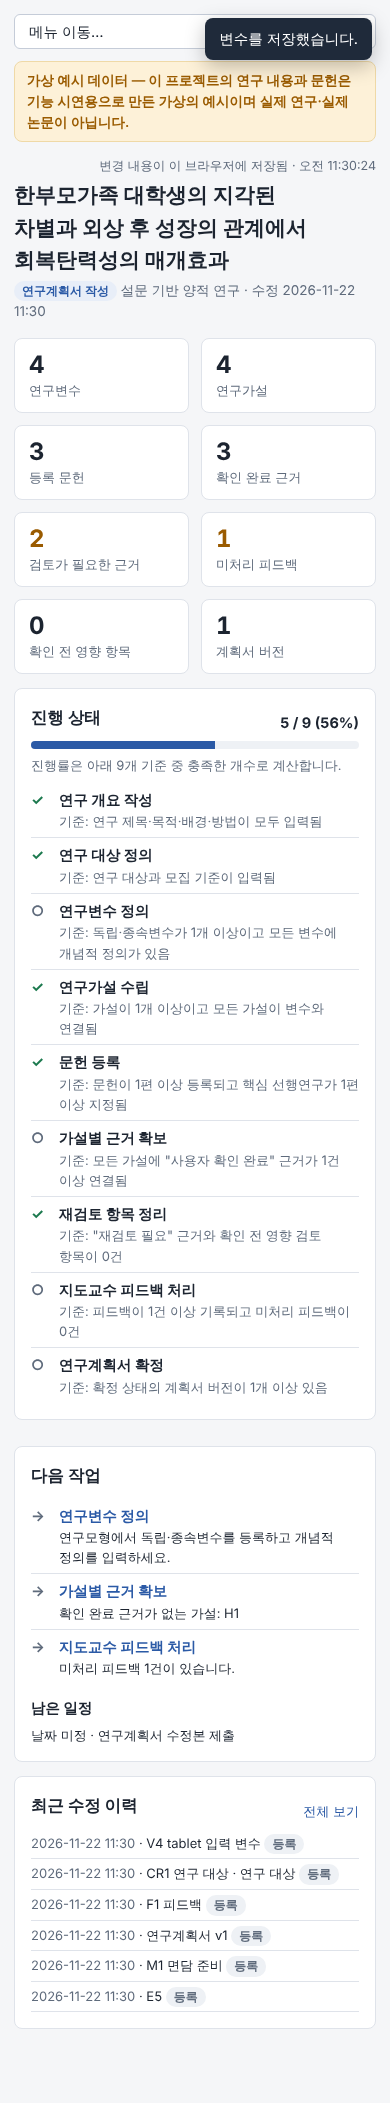 메뉴 이동...
변수를 저장했습니다.
가상 예시 데이터 — 이 프로젝트의 연구 내용과 문헌은
기능 시연용으로 만든 가상의 예시이며 실제 연구·실제
논문이 아닙니다.
변경 내용이 이 브라우저에 저장됨 · 오전 11:30:24
한부모가족 대학생의 지각된
차별과 외상 후 성장의 관계에서
회복탄력성의 매개효과
연구계획서 작성 설문 기반 양적 연구 · 수정 2026-11-22
11:30
4
연구변수
4
연구가설
3
등록 문헌
3
확인 완료 근거
2
검토가 필요한 근거
1
미처리 피드백
0
확인 전 영향 항목
1
계획서 버전
진행 상태
5 / 9 (56%)
진행률은 아래 9개 기준 중 충족한 개수로 계산합니다.
✓ 연구 개요 작성
기준: 연구 제목·목적·배경·방법이 모두 입력됨
✓ 연구 대상 정의
기준: 연구 대상과 모집 기준이 입력됨
○ 연구변수 정의
기준: 독립·종속변수가 1개 이상이고 모든 변수에
개념적 정의가 있음
✓ 연구가설 수립
기준: 가설이 1개 이상이고 모든 가설이 변수와
연결됨
✓ 문헌 등록
기준: 문헌이 1편 이상 등록되고 핵심 선행연구가 1편
이상 지정됨
○ 가설별 근거 확보
기준: 모든 가설에 "사용자 확인 완료" 근거가 1건
이상 연결됨
✓ 재검토 항목 정리
기준: "재검토 필요" 근거와 확인 전 영향 검토
항목이 0건
○ 지도교수 피드백 처리
기준: 피드백이 1건 이상 기록되고 미처리 피드백이
0건
○ 연구계획서 확정
기준: 확정 상태의 계획서 버전이 1개 이상 있음
다음 작업
→ 연구변수 정의
연구모형에서 독립·종속변수를 등록하고 개념적
정의를 입력하세요.
→ 가설별 근거 확보
확인 완료 근거가 없는 가설: H1
→ 지도교수 피드백 처리
미처리 피드백 1건이 있습니다.
남은 일정
날짜 미정 · 연구계획서 수정본 제출
최근 수정 이력
전체 보기
2026-11-22 11:30 · V4 tablet 입력 변수 등록
2026-11-22 11:30 · CR1 연구 대상 · 연구 대상 등록
2026-11-22 11:30 · F1 피드백 등록
2026-11-22 11:30 · 연구계획서 v1 등록
2026-11-22 11:30 · M1 면담 준비 등록
2026-11-22 11:30 · E5 등록